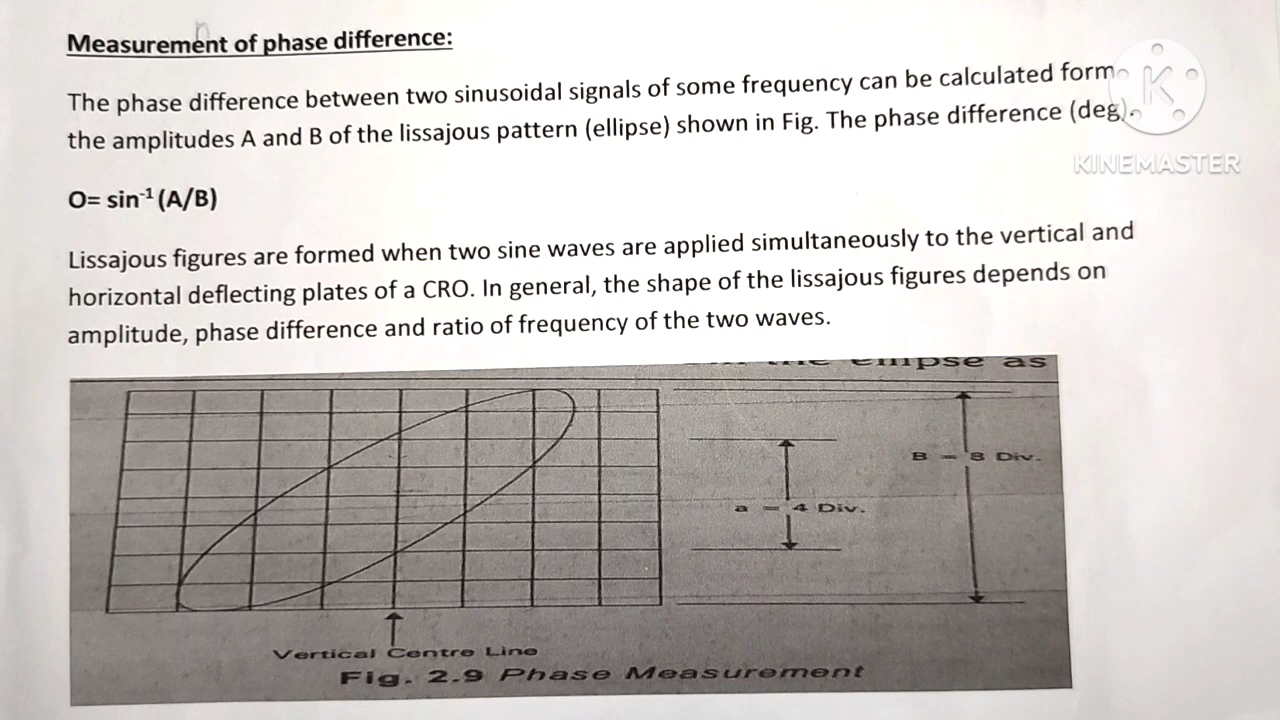 Measurement of phase difference:
The phase difference between two sinusoidal signals of some frequency can be calculated form
the amplitudes A and B of the lissajous pattern (ellipse) shown in Fig. The phase difference (deg).
K
KINEMASTER
O= sin⁻¹ (A/B)
Lissajous figures are formed when two sine waves are applied simultaneously to the vertical and
horizontal deflecting plates of a CRO. In general, the shape of the lissajous figures depends on
amplitude, phase difference and ratio of frequency of the two waves.
the ellipse as
B = 8 Div.
a = 4 Div.
Vertical Centre Line
Fig. 2.9 Phase Measurement